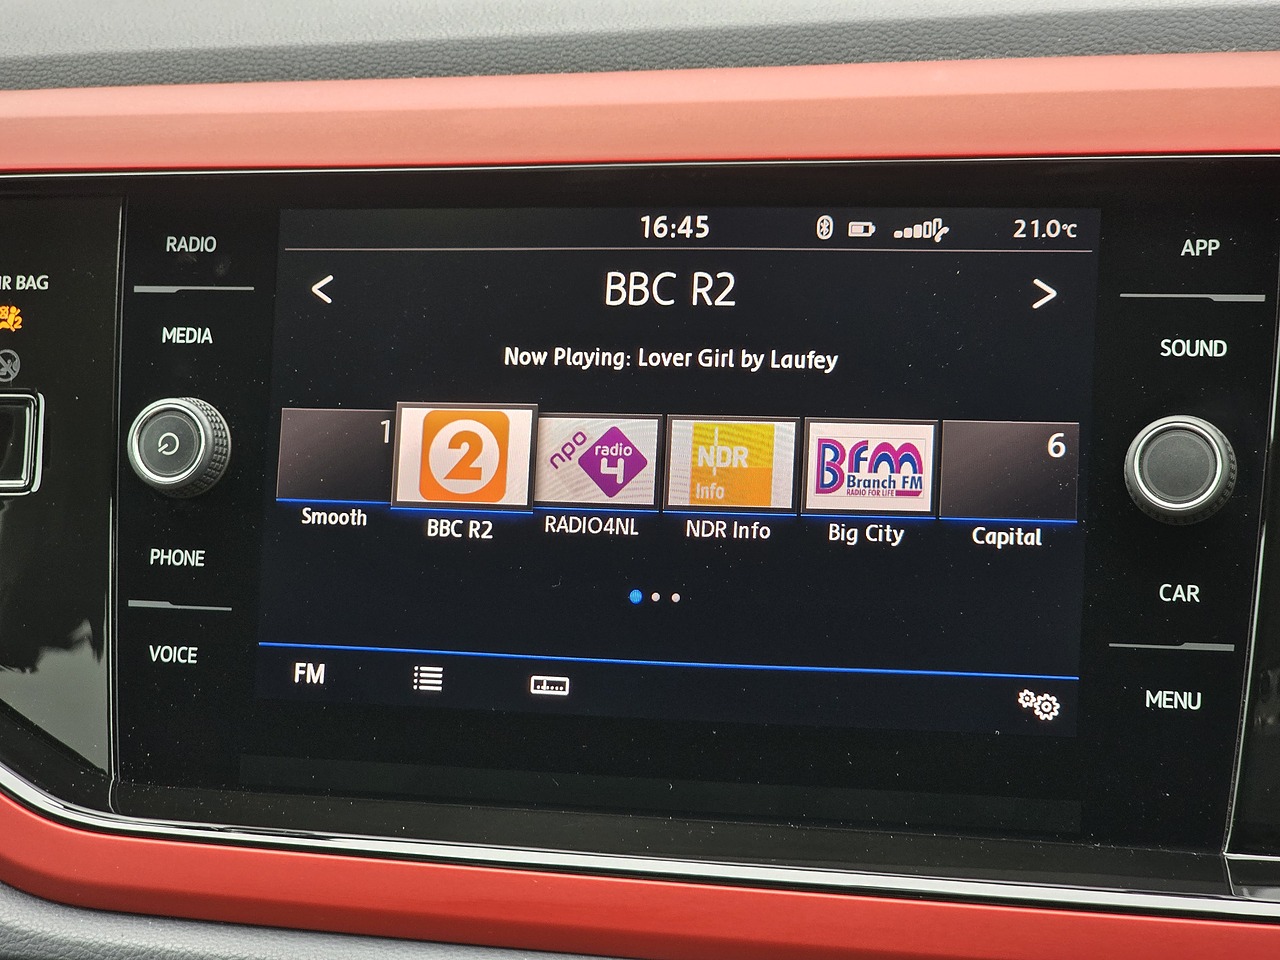 16:45
21.0°C
RADIO
APP
IR BAG
BBC R2
MEDIA
SOUND
Now Playing: Lover Girl by Laufey
1
2
npo radio 4
NDR
info
Bfm
Branch FM
RADIO FOR LIFE
6
Smooth
BBC R2
RADIO4NL
NDR Info
Big City
Capital
PHONE
CAR
VOICE
FM
MENU